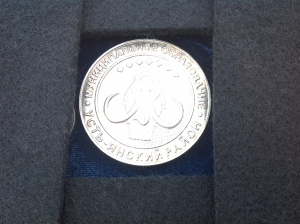 МУНИЦИПАЛЬНОЕ ОБРАЗОВАНИЕ
УСТЬ-ЯНСКИЙ РАЙОН